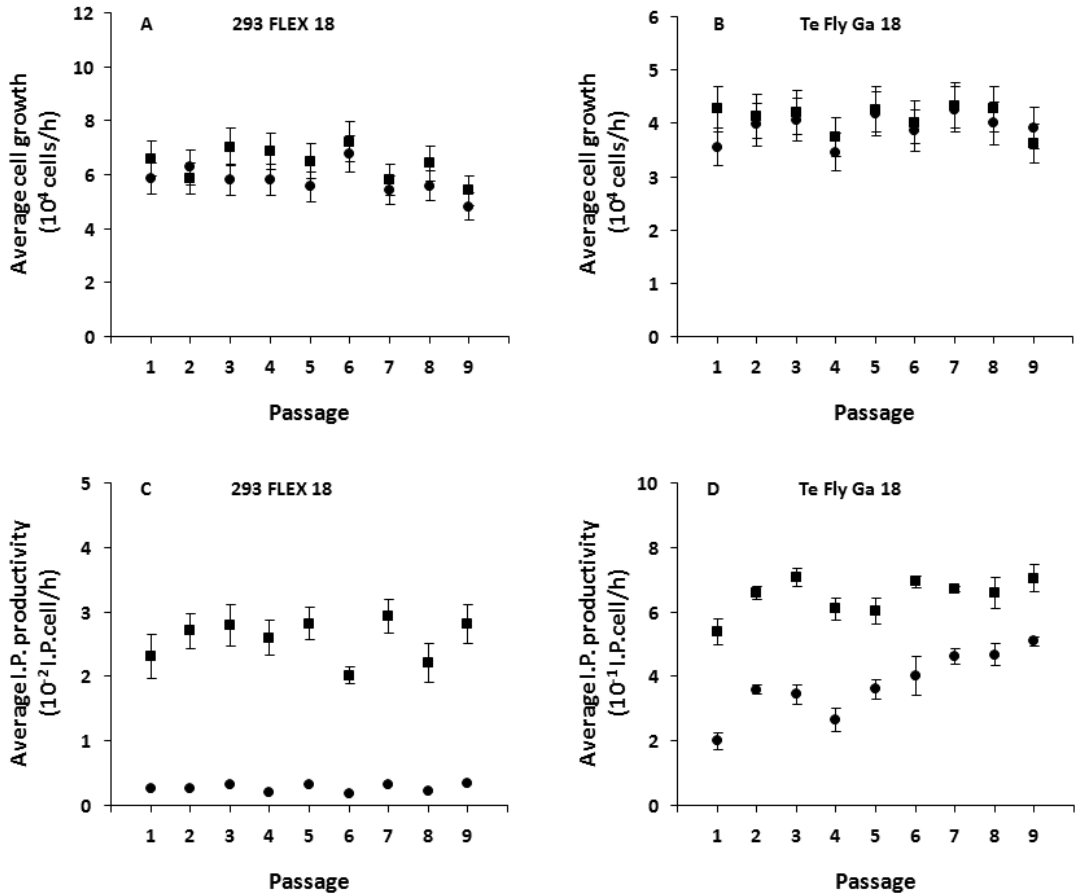 A 293 FLEX 18
Average cell growth
(10⁴ cells/h)
12
10
8
6
4
2
0
1 2 3 4 5 6 7 8 9
Passage
B Te Fly Ga 18
Average cell growth
(10⁴ cells/h)
6
5
4
3
2
1
0
1 2 3 4 5 6 7 8 9
Passage
C 293 FLEX 18
Average I.P. productivity
(10⁻² I.P.cell/h)
5
4
3
2
1
0
1 2 3 4 5 6 7 8 9
Passage
D Te Fly Ga 18
Average I.P. productivity
(10⁻¹ I.P.cell/h)
10
8
6
4
2
0
1 2 3 4 5 6 7 8 9
Passage